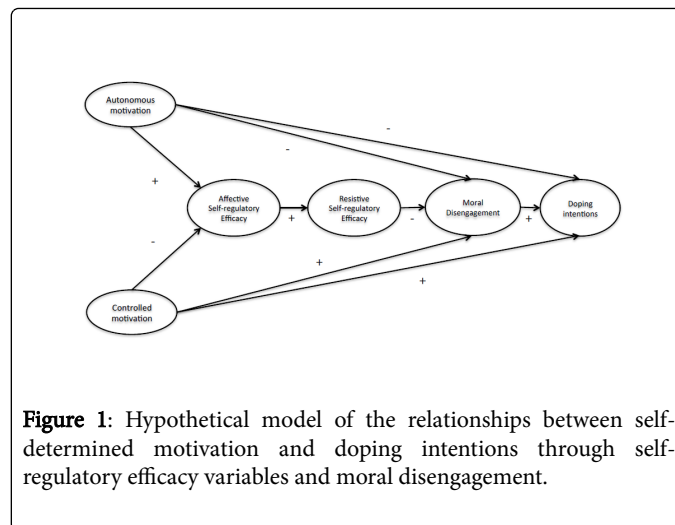 Autonomous
motivation
-
-
+
Affective
Self-regulatory
Efficacy
+
Resistive
Self-regulatory
Efficacy
-
Moral
Disengagement
+
Doping
intentions
-
+
+
Controlled
motivation
Figure 1: Hypothetical model of the relationships between self-
determined motivation and doping intentions through self-
regulatory efficacy variables and moral disengagement.